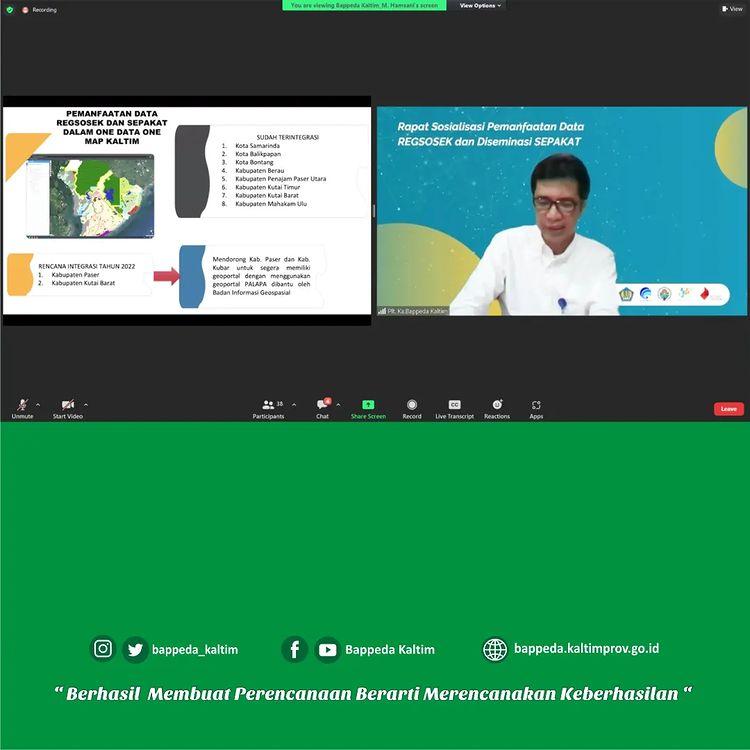 Recording
You are viewing Bappeda Kaltim_M. Hamsani's screen
View Options
View
PEMANFAATAN DATA
REGSOSEK DAN SEPAKAT
DALAM ONE DATA ONE
MAP KALTIM
SUDAH TERINTEGRASI
1. Kota Samarinda
2. Kota Balikpapan
3. Kota Bontang
4. Kabupaten Berau
5. Kabupaten Penajam Paser Utara
6. Kabupaten Kutai Timur
7. Kabupaten Kutai Barat
8. Kabupaten Mahakam Ulu
RENCANA INTEGRASI TAHUN 2022
1. Kabupaten Paser
2. Kabupaten Kutai Barat
Mendorong Kab. Paser dan Kab.
Kubar untuk segera memiliki
geoportal dengan menggunakan
geoportal PALAPA dibantu oleh
Badan Informasi Geospasial
Rapat Sosialisasi Pemanfaatan Data
REGSOSEK dan Diseminasi SEPAKAT
Plt. Ka.Bappeda Kaltim
Unmute
Start Video
Participants
38
Chat
4
Share Screen
Record
Live Transcript
Reactions
Apps
Leave
bappeda_kaltim
Bappeda Kaltim
bappeda.kaltimprov.go.id
“ Berhasil Membuat Perencanaan Berarti Merencanakan Keberhasilan “